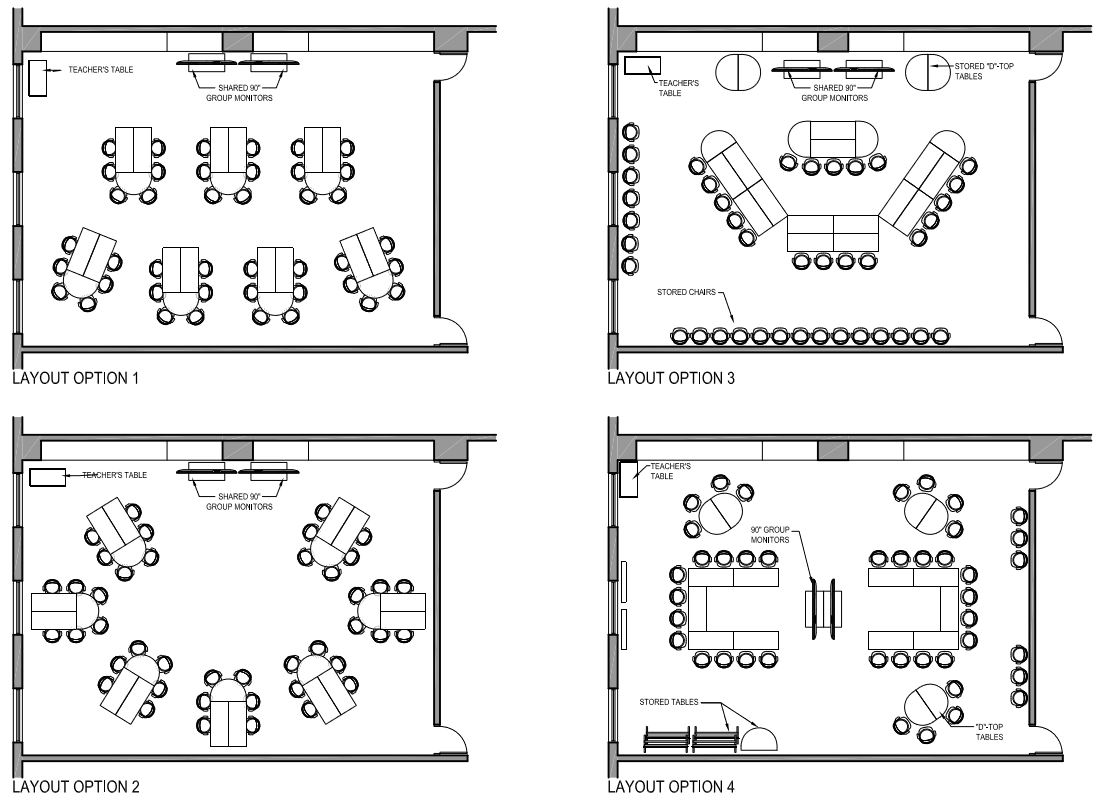 TEACHER'S TABLE
SHARED 90"
GROUP MONITORS
LAYOUT OPTION 1
TEACHER'S
TABLE
SHARED 90"
GROUP MONITORS
STORED "D"-TOP
TABLES
STORED CHAIRS
LAYOUT OPTION 3
TEACHER'S TABLE
SHARED 90"
GROUP MONITORS
LAYOUT OPTION 2
TEACHER'S
TABLE
90" GROUP
MONITORS
STORED TABLES
"D"-TOP
TABLES
LAYOUT OPTION 4